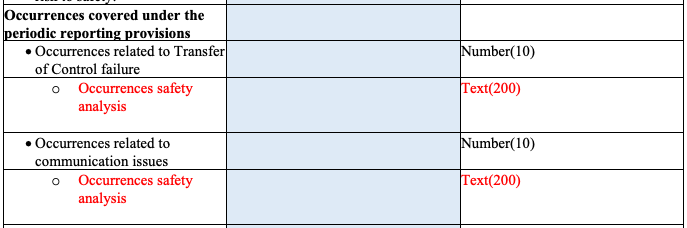 Occurrences covered under the
periodic reporting provisions
• Occurrences related to Transfer
of Control failure
Number(10)
o Occurrences safety
analysis
Text(200)
• Occurrences related to
communication issues
Number(10)
o Occurrences safety
analysis
Text(200)